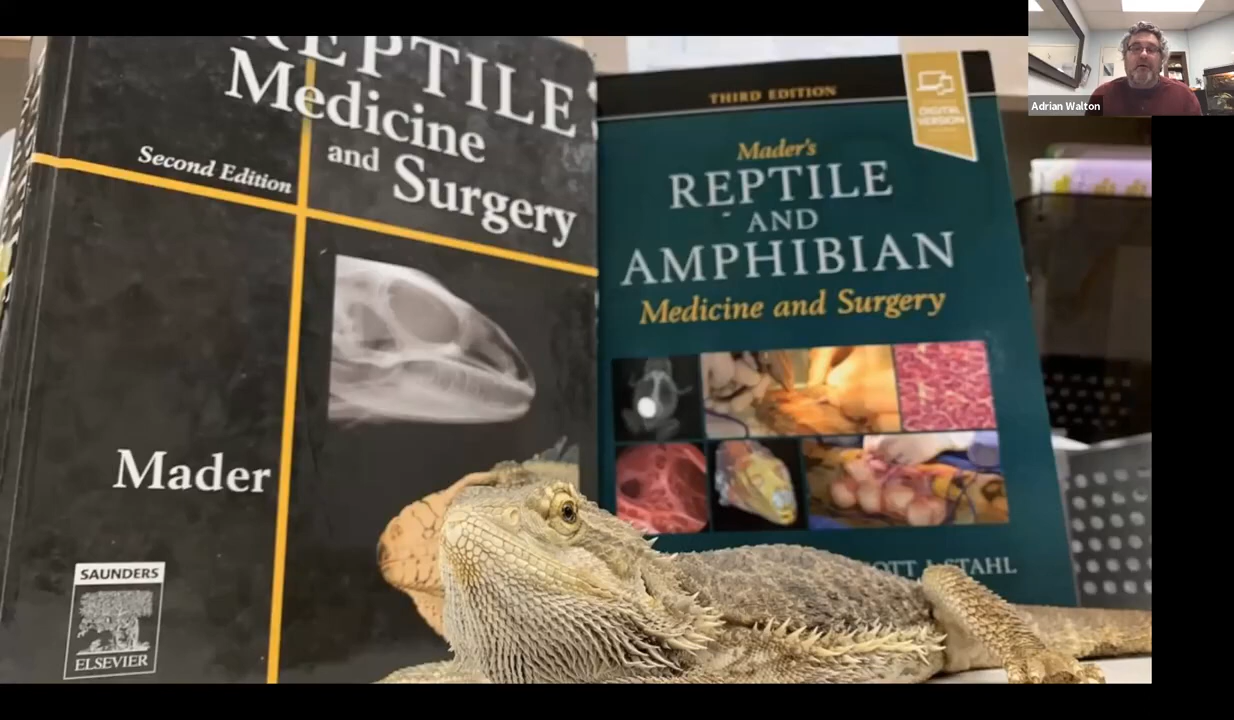 REPTILE
Medicine
and Surgery
Second Edition
Mader
SAUNDERS
ELSEVIER
THIRD EDITION
DIGITAL
VERSION
Mader's
REPTILE
AND
AMPHIBIAN
Medicine and Surgery
STAHL
Adrian Walton